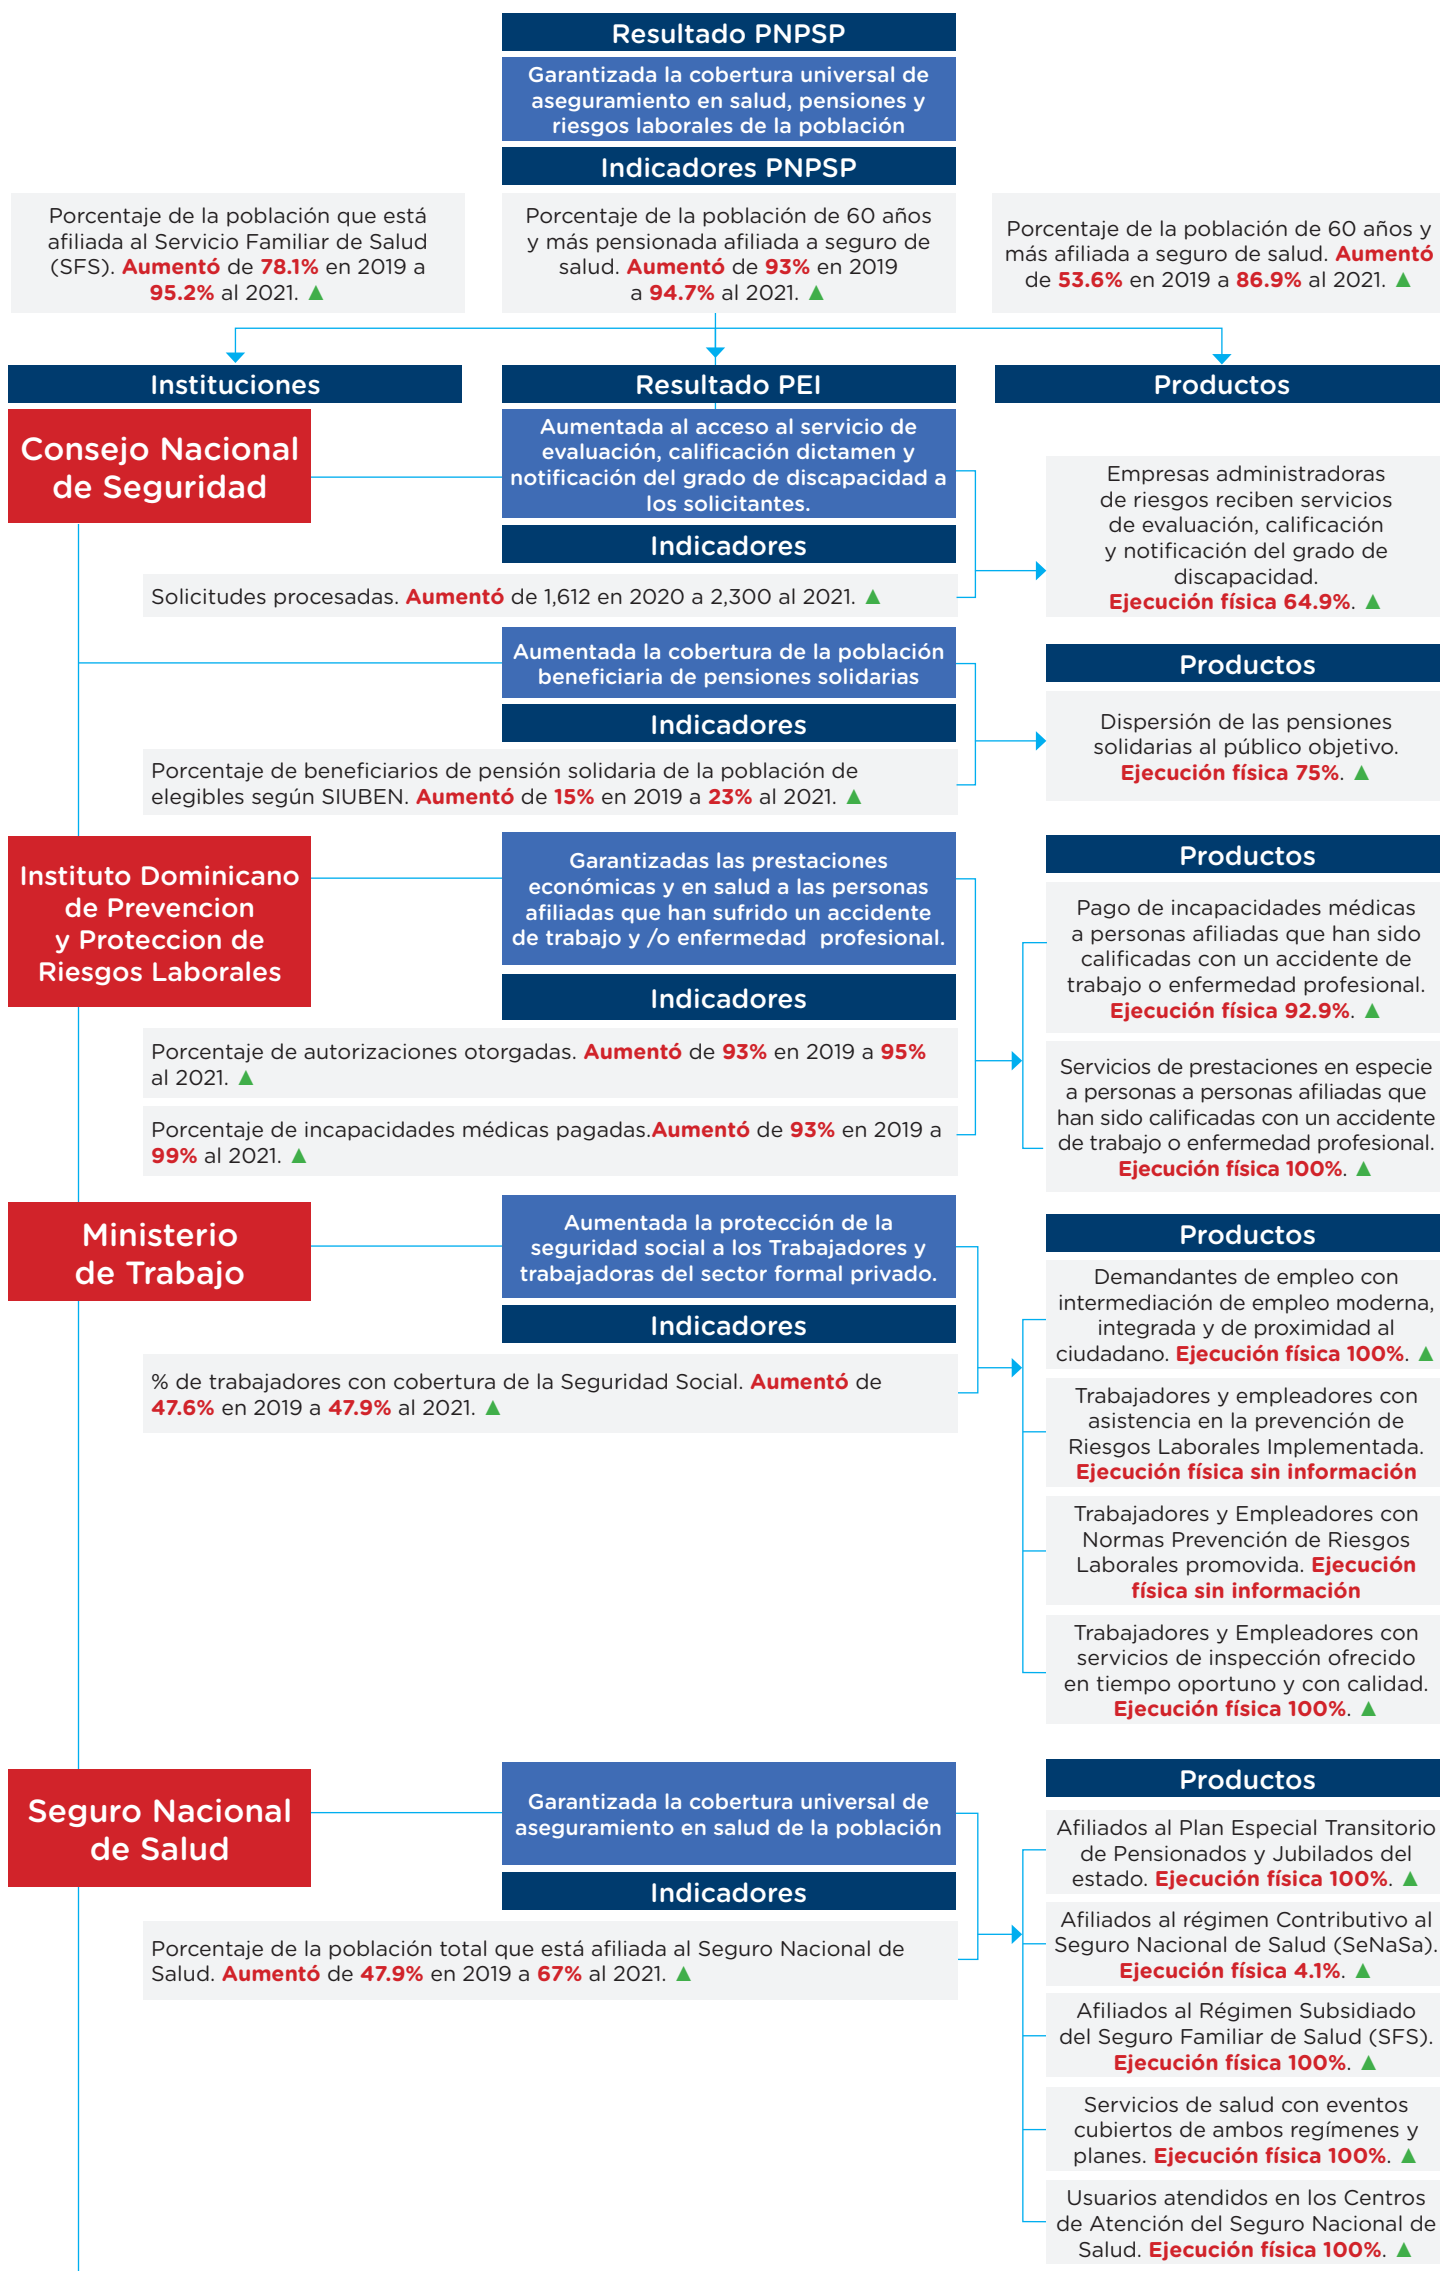 Resultado PNPSP
Garantizada la cobertura universal de
aseguramiento en salud, pensiones y
riesgos laborales de la población
Indicadores PNPSP
Porcentaje de la población que está
afiliada al Servicio Familiar de Salud
(SFS). Aumentó de 78.1% en 2019 a
95.2% al 2021. ▲
Porcentaje de la población de 60 años
y más pensionada afiliada a seguro de
salud. Aumentó de 93% en 2019
a 94.7% al 2021. ▲
Porcentaje de la población de 60 años y
más afiliada a seguro de salud. Aumentó
de 53.6% en 2019 a 86.9% al 2021. ▲
Instituciones
Resultado PEI
Productos
Consejo Nacional
de Seguridad
Aumentada al acceso al servicio de
evaluación, calificación dictamen y
notificación del grado de discapacidad a
los solicitantes.
Indicadores
Solicitudes procesadas. Aumentó de 1,612 en 2020 a 2,300 al 2021. ▲
Empresas administradoras
de riesgos reciben servicios
de evaluación, calificación
y notificación del grado de
discapacidad.
Ejecución física 64.9%. ▲
Aumentada la cobertura de la población
beneficiaria de pensiones solidarias
Indicadores
Porcentaje de beneficiarios de pensión solidaria de la población de
elegibles según SIUBEN. Aumentó de 15% en 2019 a 23% al 2021. ▲
Productos
Dispersión de las pensiones
solidarias al público objetivo.
Ejecución física 75%. ▲
Instituto Dominicano
de Prevencion
y Proteccion de
Riesgos Laborales
Garantizadas las prestaciones
económicas y en salud a las personas
afiliadas que han sufrido un accidente
de trabajo y /o enfermedad profesional.
Indicadores
Porcentaje de autorizaciones otorgadas. Aumentó de 93% en 2019 a 95%
al 2021. ▲
Porcentaje de incapacidades médicas pagadas.Aumentó de 93% en 2019 a
99% al 2021. ▲
Productos
Pago de incapacidades médicas
a personas afiliadas que han sido
calificadas con un accidente de
trabajo o enfermedad profesional.
Ejecución física 92.9%. ▲
Servicios de prestaciones en especie
a personas a personas afiliadas que
han sido calificadas con un accidente
de trabajo o enfermedad profesional.
Ejecución física 100%. ▲
Ministerio
de Trabajo
Aumentada la protección de la
seguridad social a los Trabajadores y
trabajadoras del sector formal privado.
Indicadores
% de trabajadores con cobertura de la Seguridad Social. Aumentó de
47.6% en 2019 a 47.9% al 2021. ▲
Productos
Demandantes de empleo con
intermediación de empleo moderna,
integrada y de proximidad al
ciudadano. Ejecución física 100%. ▲
Trabajadores y empleadores con
asistencia en la prevención de
Riesgos Laborales Implementada.
Ejecución física sin información
Trabajadores y Empleadores con
Normas Prevención de Riesgos
Laborales promovida. Ejecución
física sin información
Trabajadores y Empleadores con
servicios de inspección ofrecido
en tiempo oportuno y con calidad.
Ejecución física 100%. ▲
Seguro Nacional
de Salud
Garantizada la cobertura universal de
aseguramiento en salud de la población
Indicadores
Porcentaje de la población total que está afiliada al Seguro Nacional de
Salud. Aumentó de 47.9% en 2019 a 67% al 2021. ▲
Productos
Afiliados al Plan Especial Transitorio
de Pensionados y Jubilados del
estado. Ejecución física 100%. ▲
Afiliados al régimen Contributivo al
Seguro Nacional de Salud (SeNaSa).
Ejecución física 4.1%. ▲
Afiliados al Régimen Subsidiado
del Seguro Familiar de Salud (SFS).
Ejecución física 100%. ▲
Servicios de salud con eventos
cubiertos de ambos regímenes y
planes. Ejecución física 100%. ▲
Usuarios atendidos en los Centros
de Atención del Seguro Nacional de
Salud. Ejecución física 100%. ▲